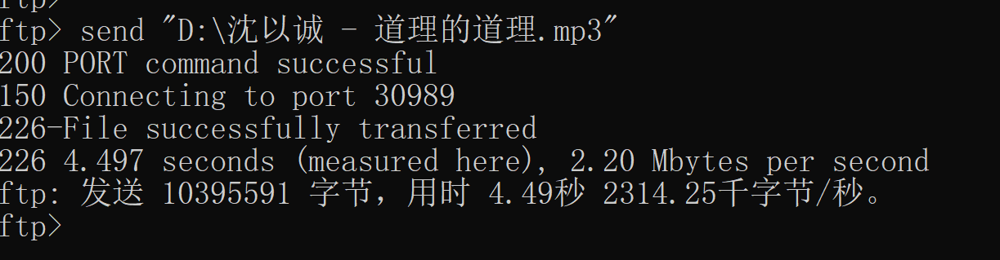 ftp>
ftp> send "D:\沈以诚 - 道理的道理.mp3"
200 PORT command successful
150 Connecting to port 30989
226-File successfully transferred
226 4.497 seconds (measured here), 2.20 Mbytes per second
ftp: 发送 10395591 字节，用时 4.49秒 2314.25千字节/秒。
ftp>